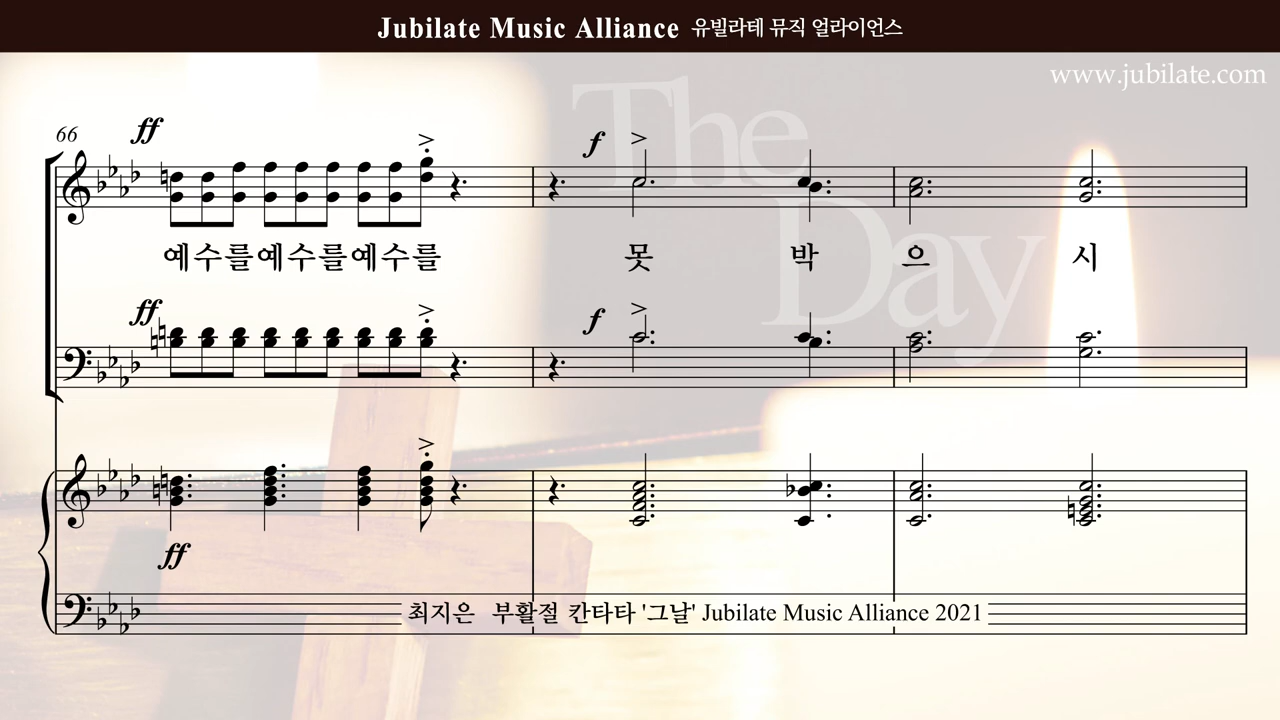 Jubilate Music Alliance 유빌라테 뮤직 얼라이언스
www.jubilate.com
The
Day
66
ff
f
예수를예수를예수를 못 박 으 시
ff
f
ff
최지은 부활절 칸타타 '그날' Jubilate Music Alliance 2021